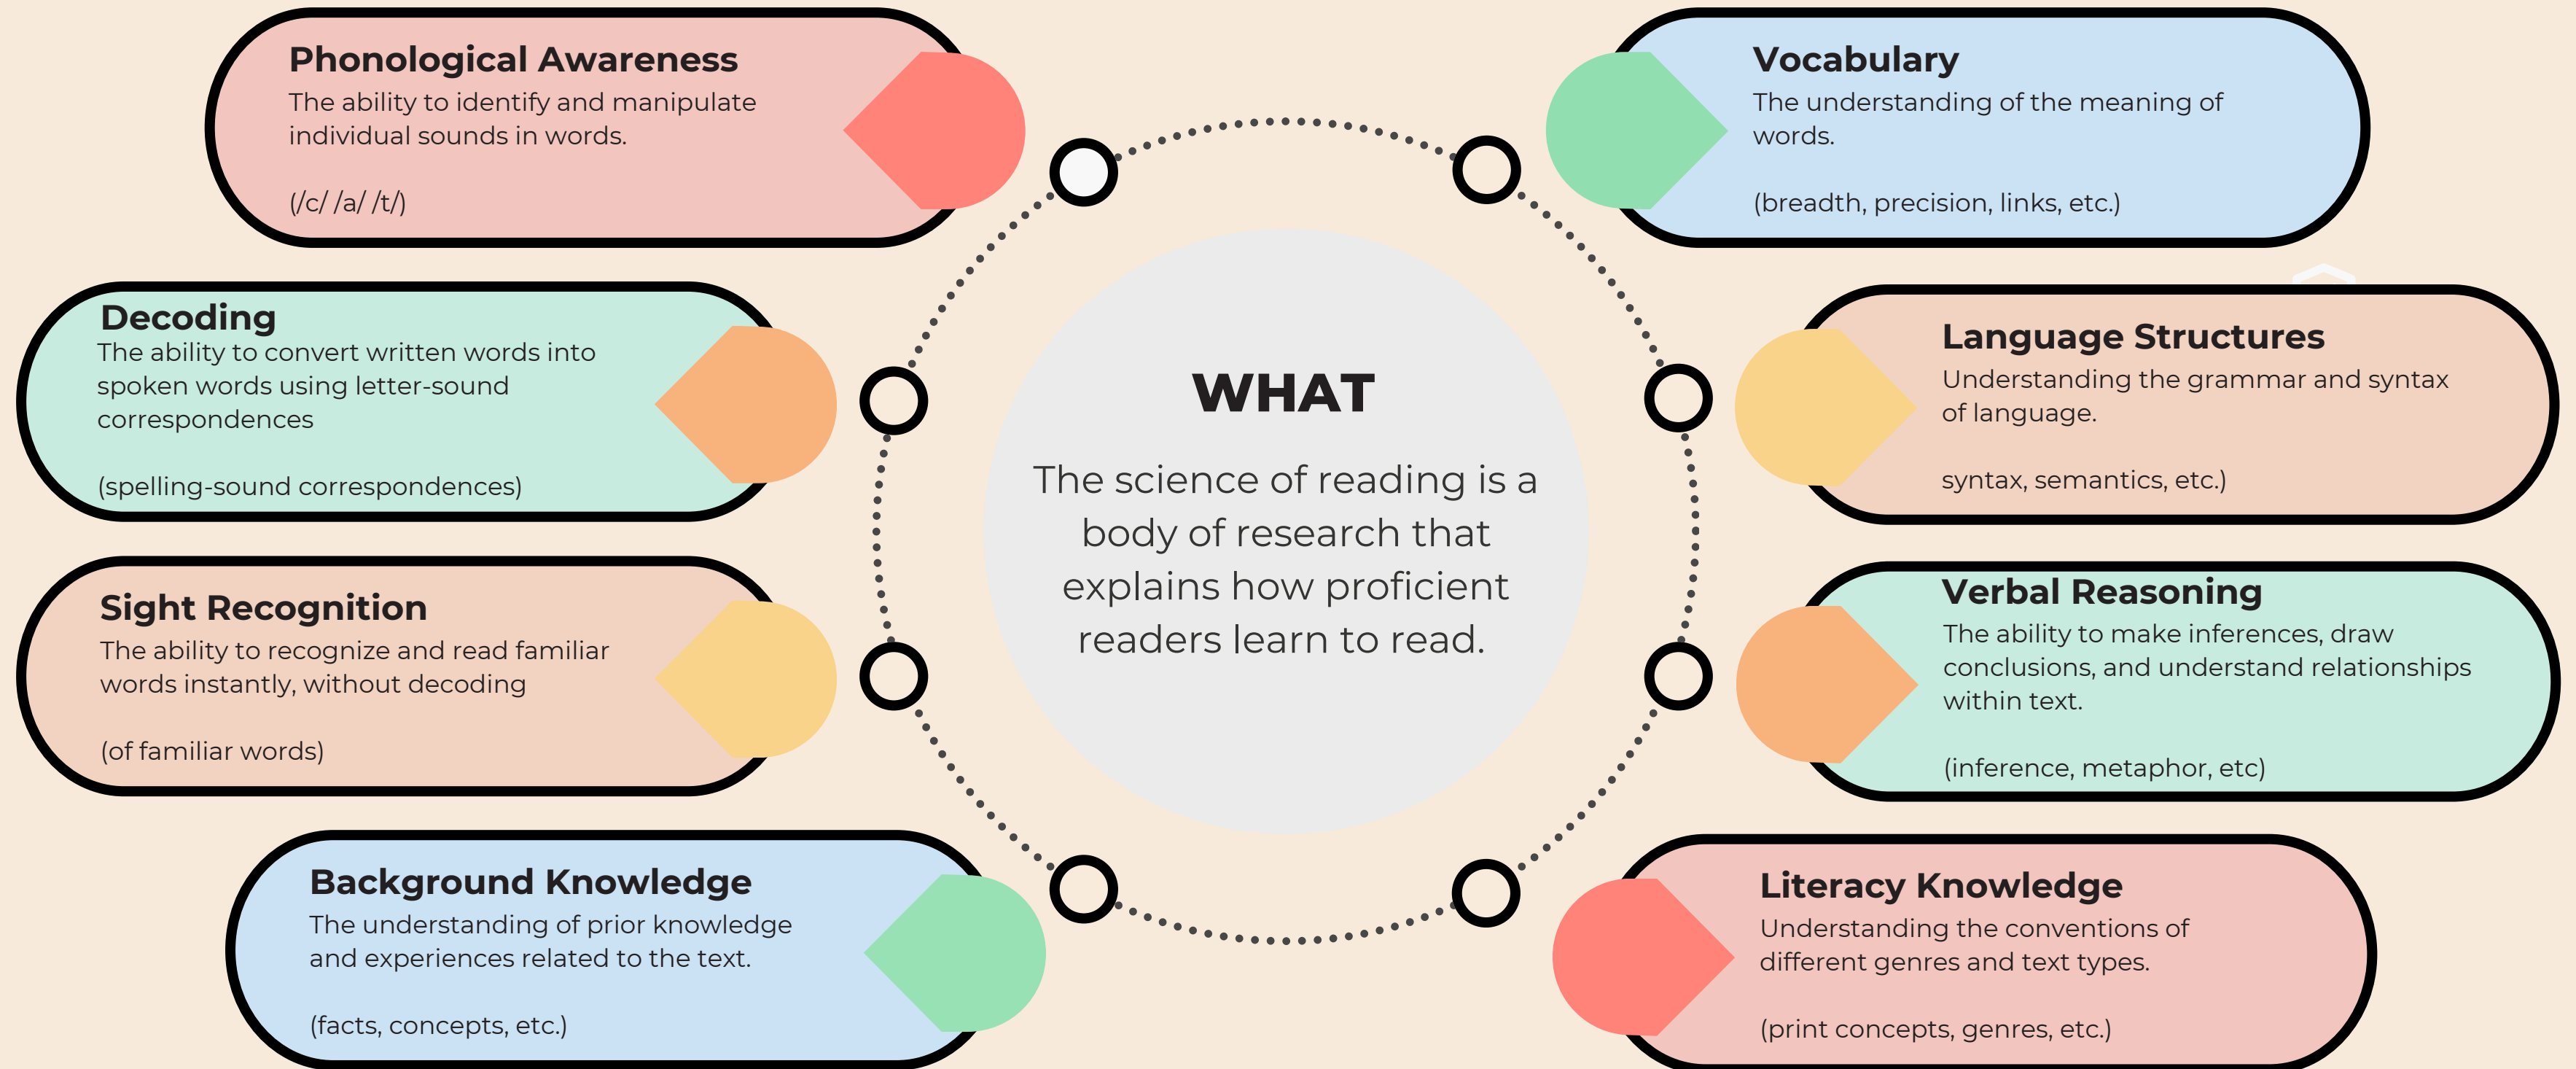 Phonological Awareness
The ability to identify and manipulate
individual sounds in words.
(/c/ /a/ /t/)
Decoding
The ability to convert written words into
spoken words using letter-sound
correspondences
(spelling-sound correspondences)
Sight Recognition
The ability to recognize and read familiar
words instantly, without decoding
(of familiar words)
Background Knowledge
The understanding of prior knowledge
and experiences related to the text.
(facts, concepts, etc.)
WHAT
The science of reading is a
body of research that
explains how proficient
readers learn to read.
Vocabulary
The understanding of the meaning of
words.
(breadth, precision, links, etc.)
Language Structures
Understanding the grammar and syntax
of language.
syntax, semantics, etc.)
Verbal Reasoning
The ability to make inferences, draw
conclusions, and understand relationships
within text.
(inference, metaphor, etc)
Literacy Knowledge
Understanding the conventions of
different genres and text types.
(print concepts, genres, etc.)